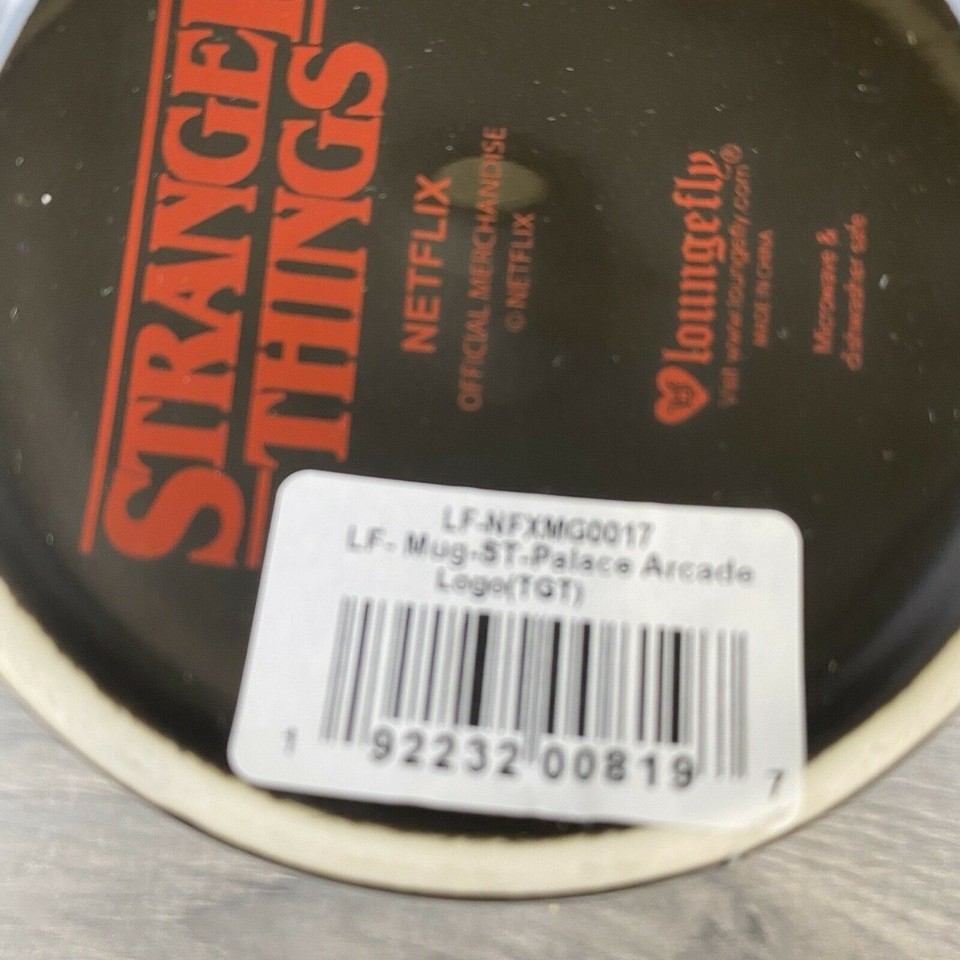 STRANGER
THINGS
NETFLIX
OFFICIAL MERCHANDISE
© NETFLIX
loungefly®
Visit www.loungefly.com
MADE IN CHINA
Microwave &
dishwasher safe
LF-NFXMG0017
LF- Mug-ST-Palace Arcade
Logo(TGT)
1 92232 00819 7